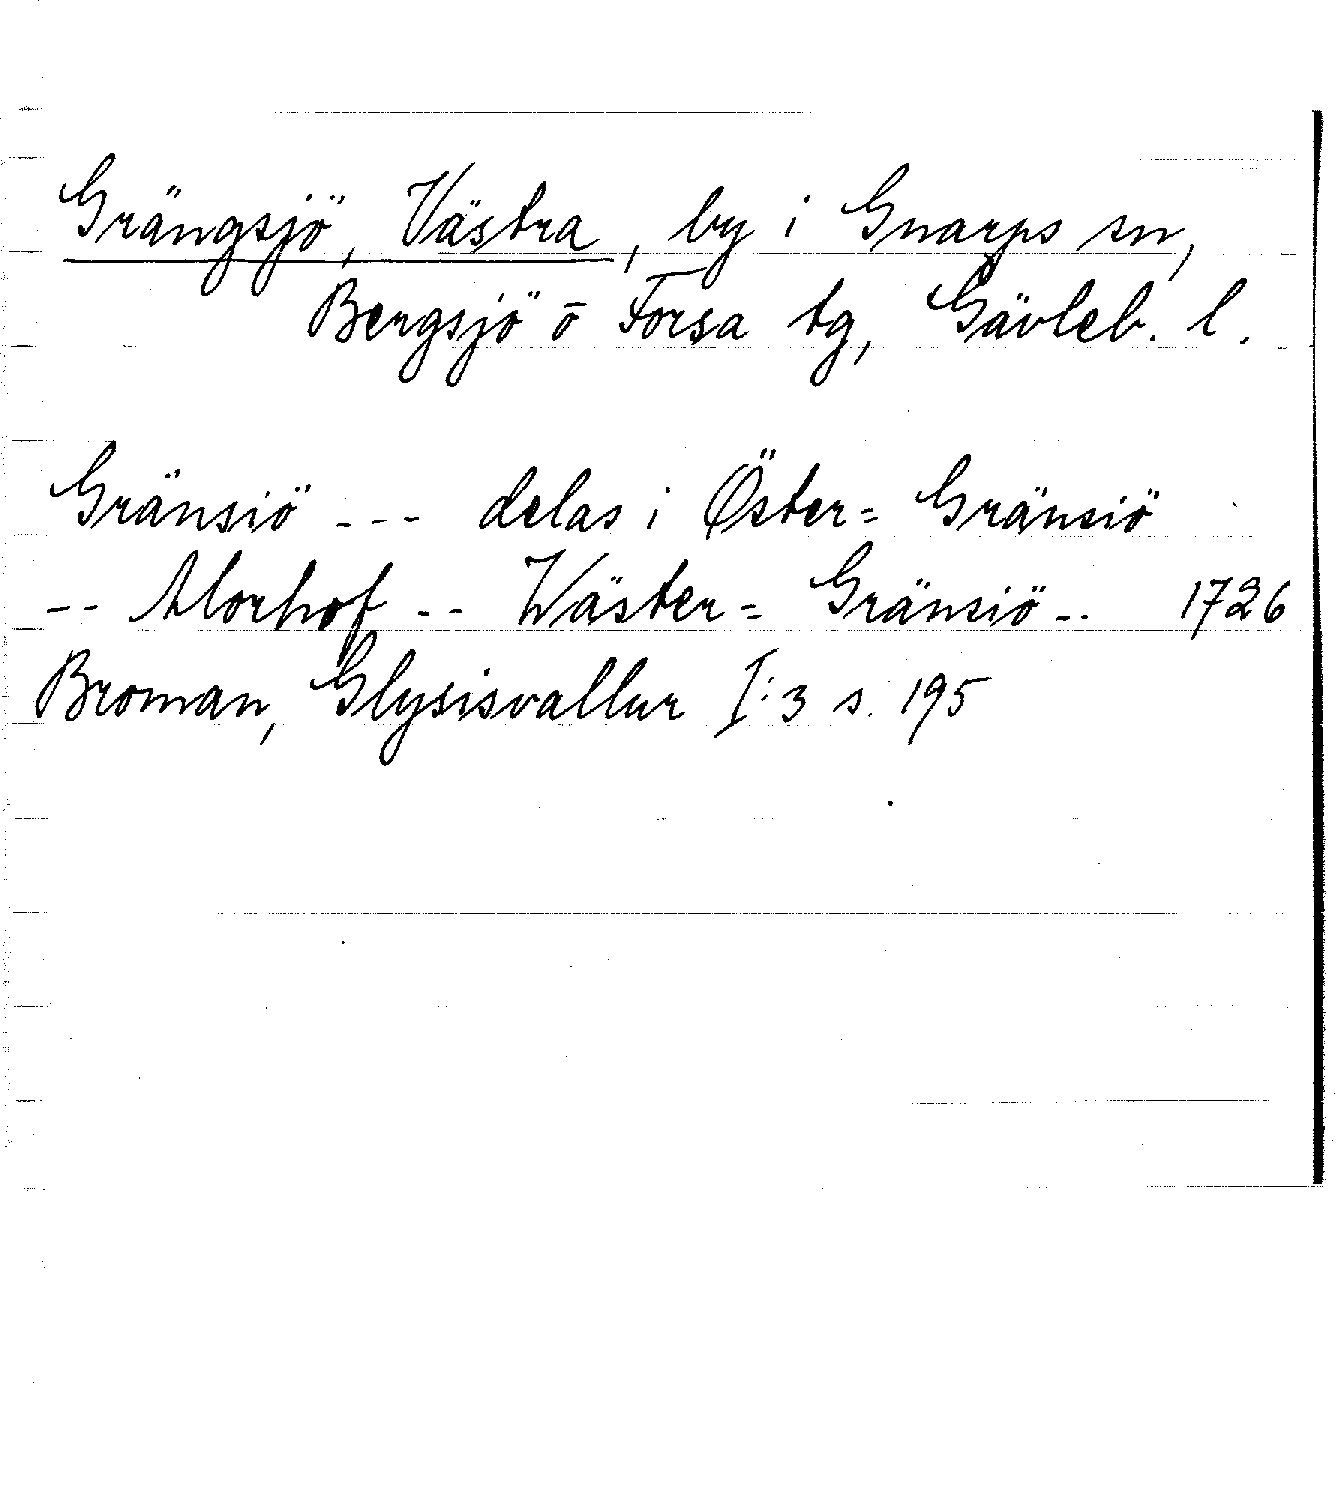 Grängsjö, Västra, by i Gnarps sn,
Bergsjö o Forsa tg, Gävleb. l.
Gränsiö --- delas i Öster= Gränsiö
-- Alorhof -- Wäster= Gränsiö -- 1726
Broman, Glysisvallur I:3 s. 195